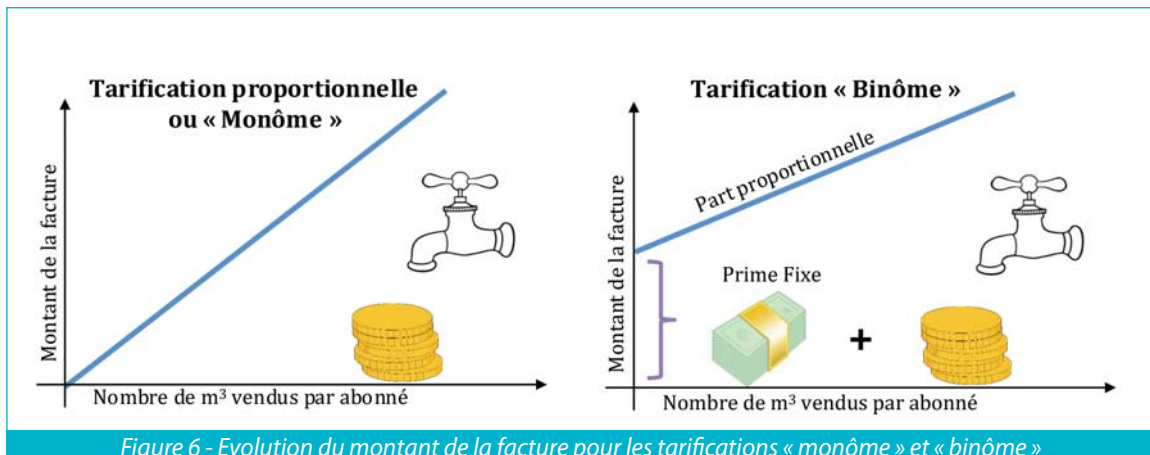 Tarification proportionnelle
ou « Monôme »
Montant de la facture
Nombre de m³ vendus par abonné
Tarification « Binôme »
Montant de la facture
Part proportionnelle
Prime Fixe
+
Nombre de m³ vendus par abonné
Figure 6 - Evolution du montant de la facture pour les tarifications « monôme » et « binôme »